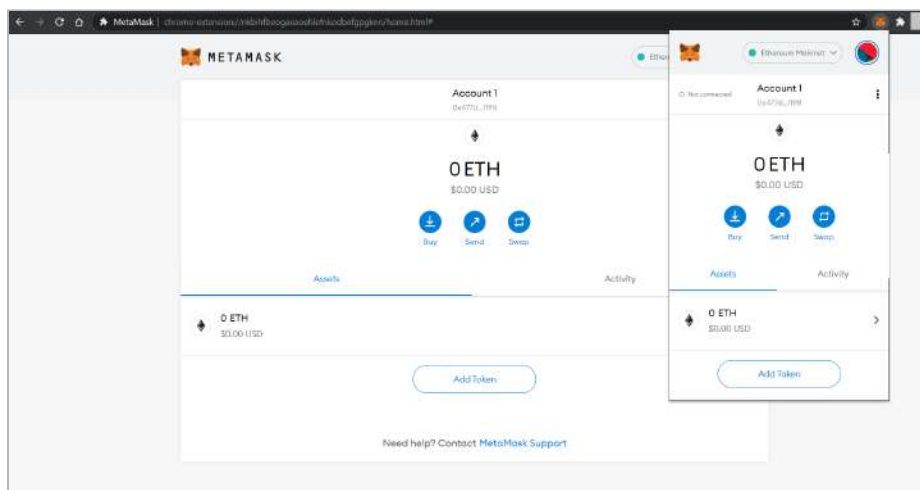 MetaMask
METAMASK
Account 1
0 ETH
$0.00 USD
Buy Send Swap
Assets Activity
0 ETH
$0.00 USD
Add Token
Need help? Contact MetaMask Support
Ethereum Mainnet
Not connected
Account 1
0 ETH
$0.00 USD
Buy Send Swap
Assets Activity
0 ETH
$0.00 USD
Add Token